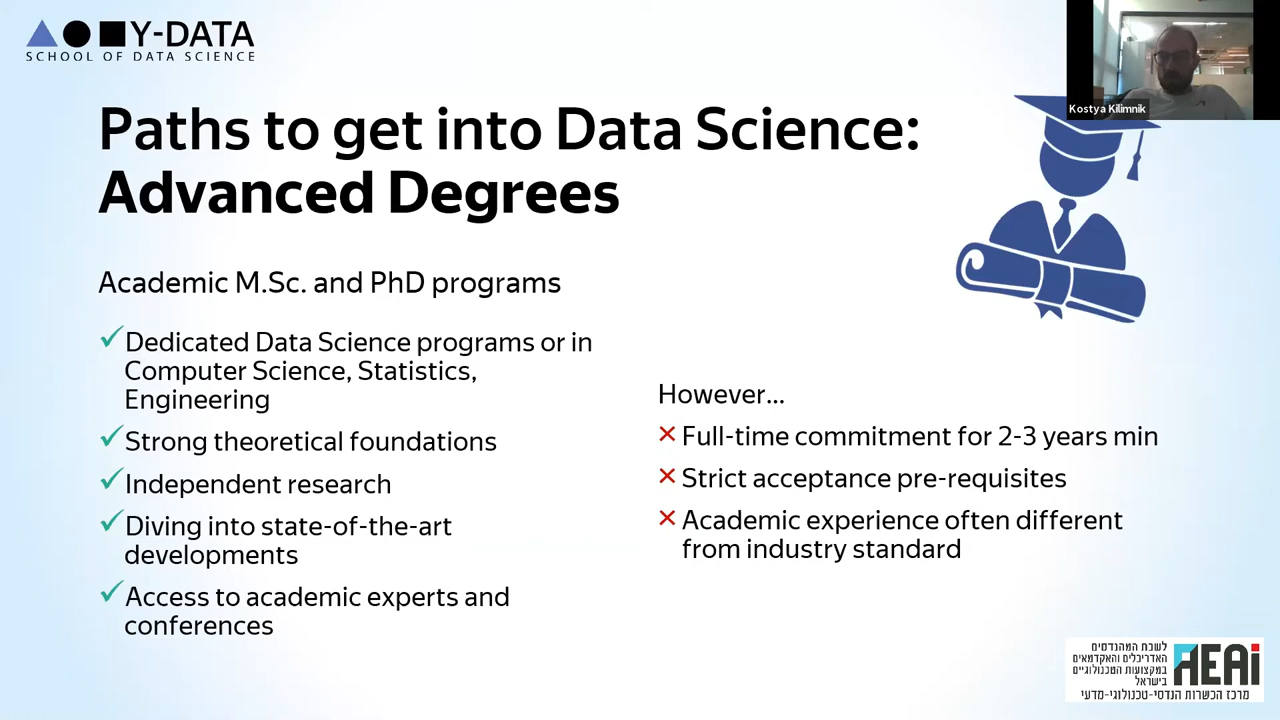 Y-DATA
SCHOOL OF DATA SCIENCE
Kostya Kilimnik
Paths to get into Data Science:
Advanced Degrees
Academic M.Sc. and PhD programs
Dedicated Data Science programs or in
Computer Science, Statistics,
Engineering
Strong theoretical foundations
Independent research
Diving into state-of-the-art
developments
Access to academic experts and
conferences
However...
Full-time commitment for 2-3 years min
Strict acceptance pre-requisites
Academic experience often different
from industry standard
לשכת המהנדסים
האדריכלים והאקדמאים
במקצועות הטכנולוגיים
בישראל
AEAi
מרכז הכשרות הנדסי-טכנולוגי-מדעי